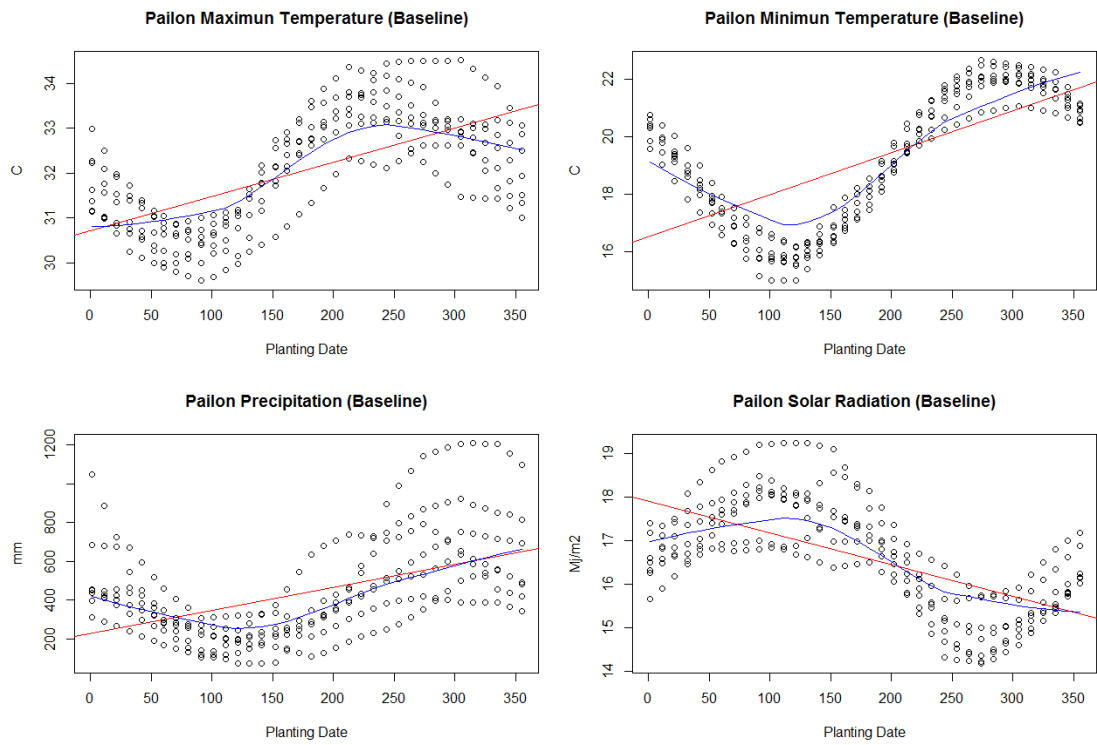 Pailon Maximun Temperature (Baseline)
C
34
33
32
31
30
0 50 100 150 200 250 300 350
Planting Date
Pailon Minimun Temperature (Baseline)
C
22
20
18
16
0 50 100 150 200 250 300 350
Planting Date
Pailon Precipitation (Baseline)
mm
1200
800
600
400
200
0 50 100 150 200 250 300 350
Planting Date
Pailon Solar Radiation (Baseline)
Mj/m2
19
18
17
16
15
14
0 50 100 150 200 250 300 350
Planting Date